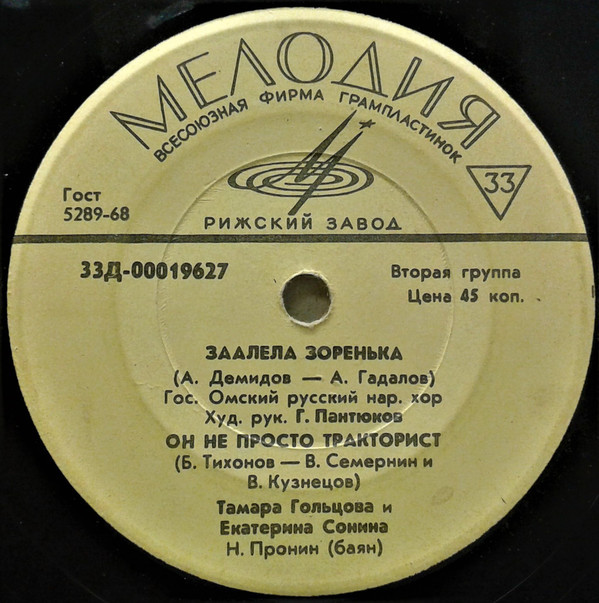 МЕЛОДИЯ
ВСЕСОЮЗНАЯ ФИРМА ГРАМПЛАСТИНОК
33
Гост
5289-68
РИЖСКИЙ ЗАВОД
33Д-00019627
Вторая группа
Цена 45 коп.
ЗААЛЕЛА ЗОРЕНЬКА
(А. Демидов — А. Гадалов)
Гос. Омский русский нар. хор
Худ. рук. Г. Пантюков
ОН НЕ ПРОСТО ТРАКТОРИСТ
(Б. Тихонов — В. Семернин и
В. Кузнецов)
Тамара Гольцова и
Екатерина Сонина
Н. Пронин (баян)